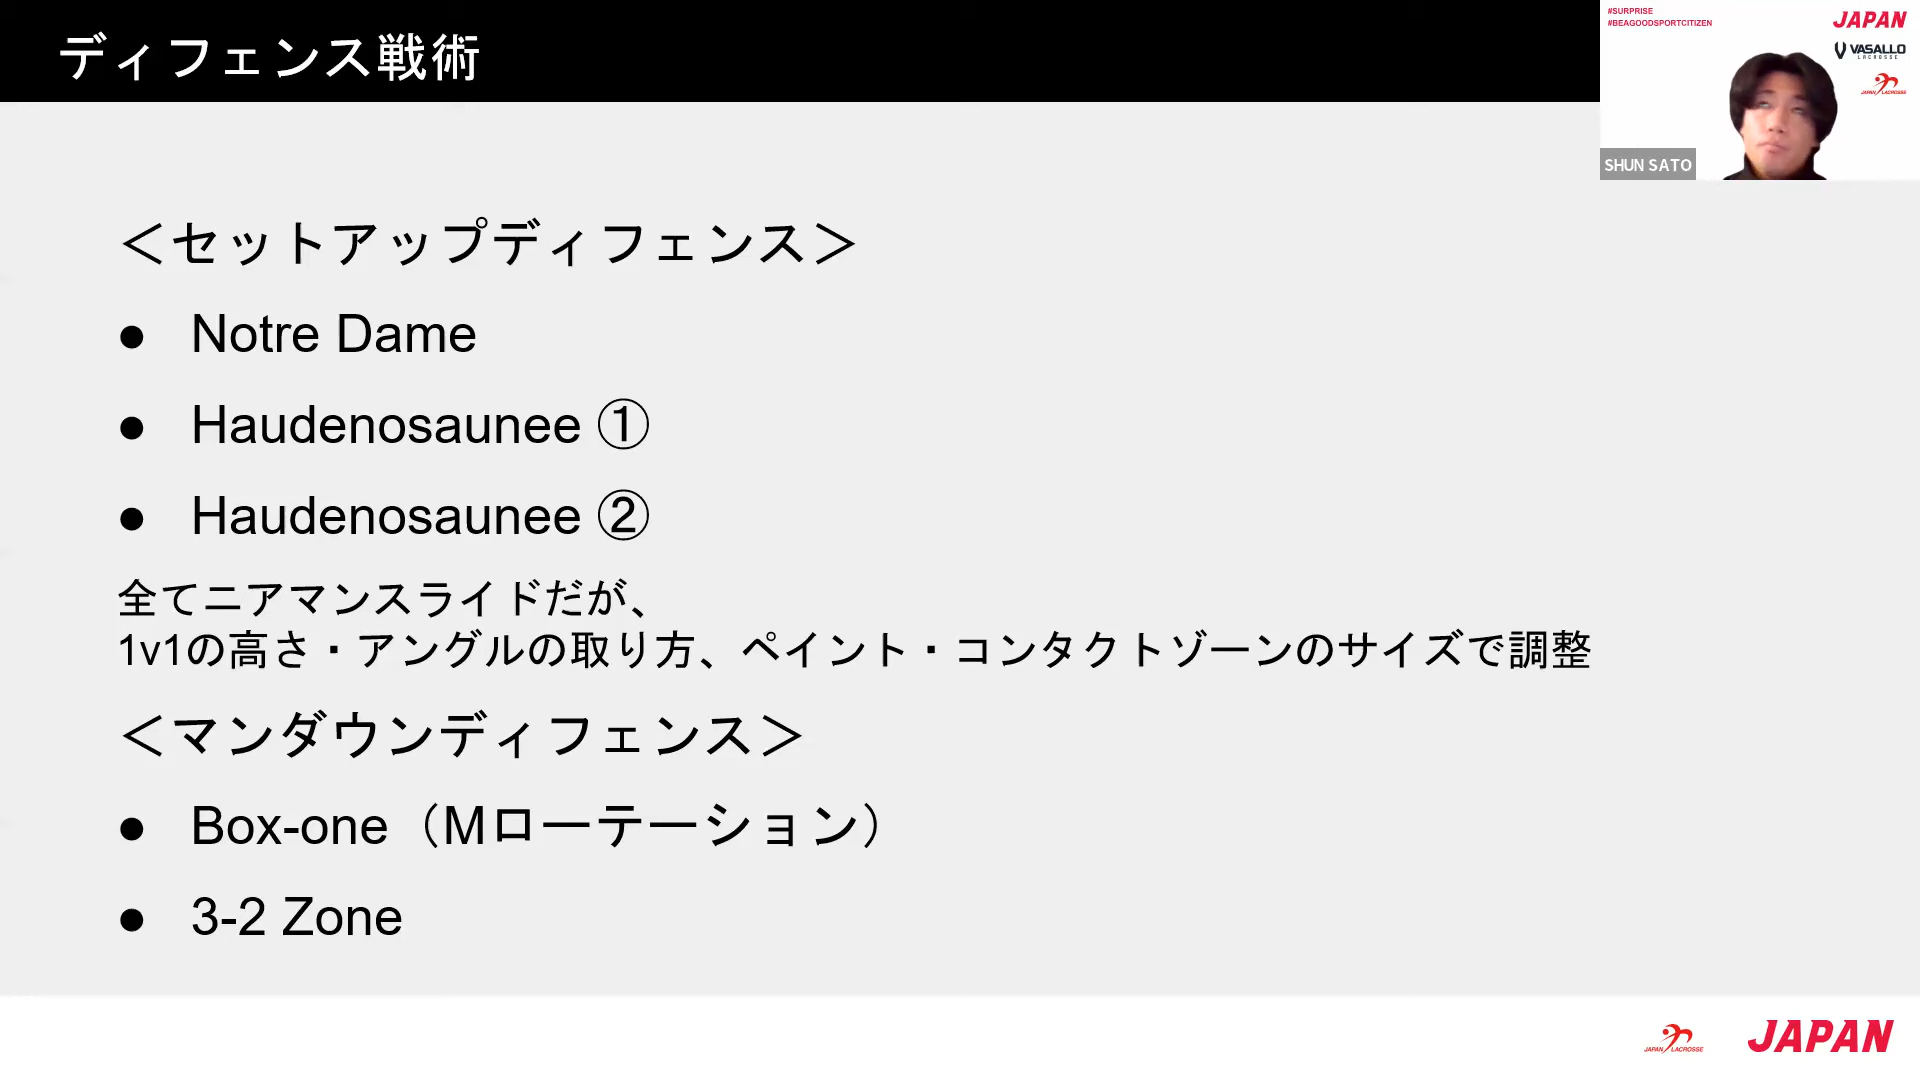 ディフェンス戦術
#SURPRISE
#BEAGOODSPORTCITIZEN
JAPAN
VASALLO
LACROSSE
JAPAN LACROSSE
SHUN SATO
＜セットアップディフェンス＞
● Notre Dame
● Haudenosaunee ①
● Haudenosaunee ②
全てニアマンスライドだが、
1v1の高さ・アングルの取り方、ペイント・コンタクトゾーンのサイズで調整
＜マンダウンディフェンス＞
● Box-one（Mローテーション）
● 3-2 Zone
JAPAN LACROSSE
JAPAN